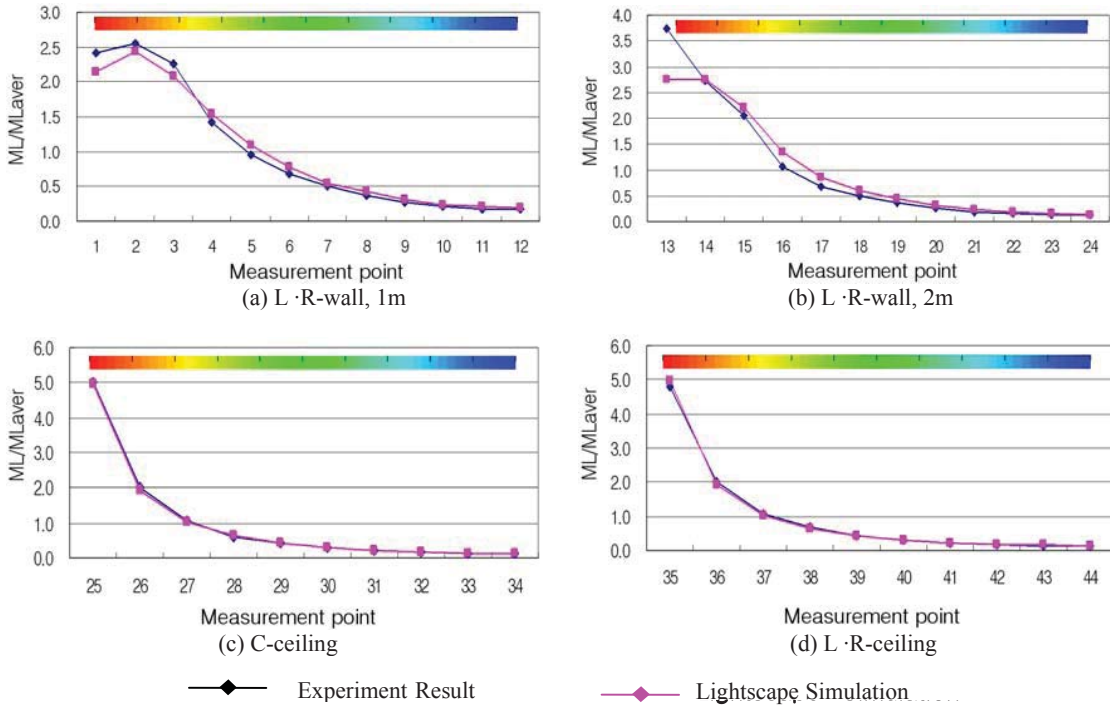 3.0
2.5
2.0
1.5
1.0
0.5
0.0
ML/MLaver
1 2 3 4 5 6 7 8 9 10 11 12
Measurement point
(a) L ·R-wall, 1m
4.0
3.5
3.0
2.5
2.0
1.5
1.0
0.5
0.0
ML/MLaver
13 14 15 16 17 18 19 20 21 22 23 24
Measurement point
(b) L ·R-wall, 2m
6.0
5.0
4.0
3.0
2.0
1.0
0.0
ML/MLaver
25 26 27 28 29 30 31 32 33 34
Measurement point
(c) C-ceiling
6.0
5.0
4.0
3.0
2.0
1.0
0.0
ML/MLaver
35 36 37 38 39 40 41 42 43 44
Measurement point
(d) L ·R-ceiling
Experiment Result
Lightscape Simulation